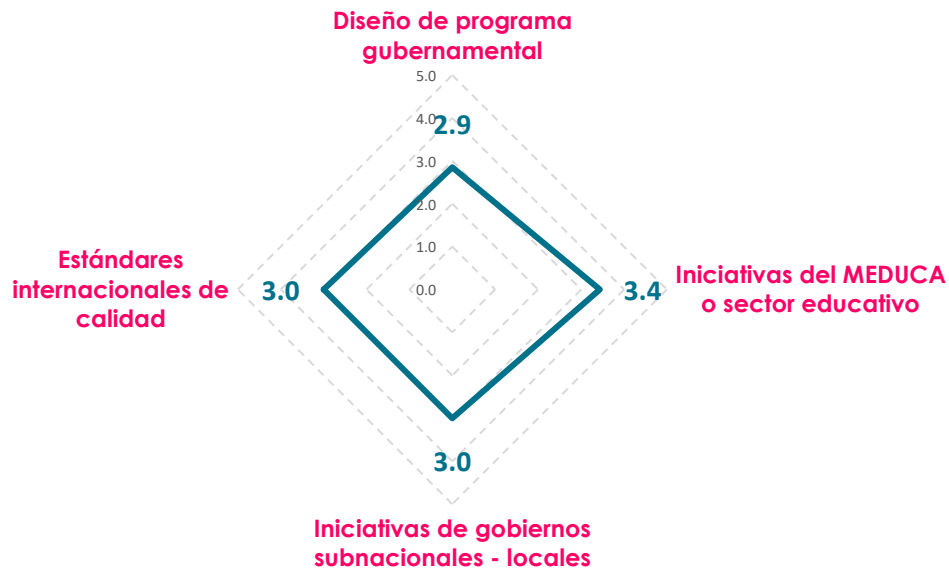 Diseño de programa
gubernamental
5.0
4.0
2.9
3.0
2.0
1.0
0.0
Estándares
internacionales de
calidad
3.0
3.4
Iniciativas del MEDUCA
o sector educativo
3.0
Iniciativas de gobiernos
subnacionales - locales